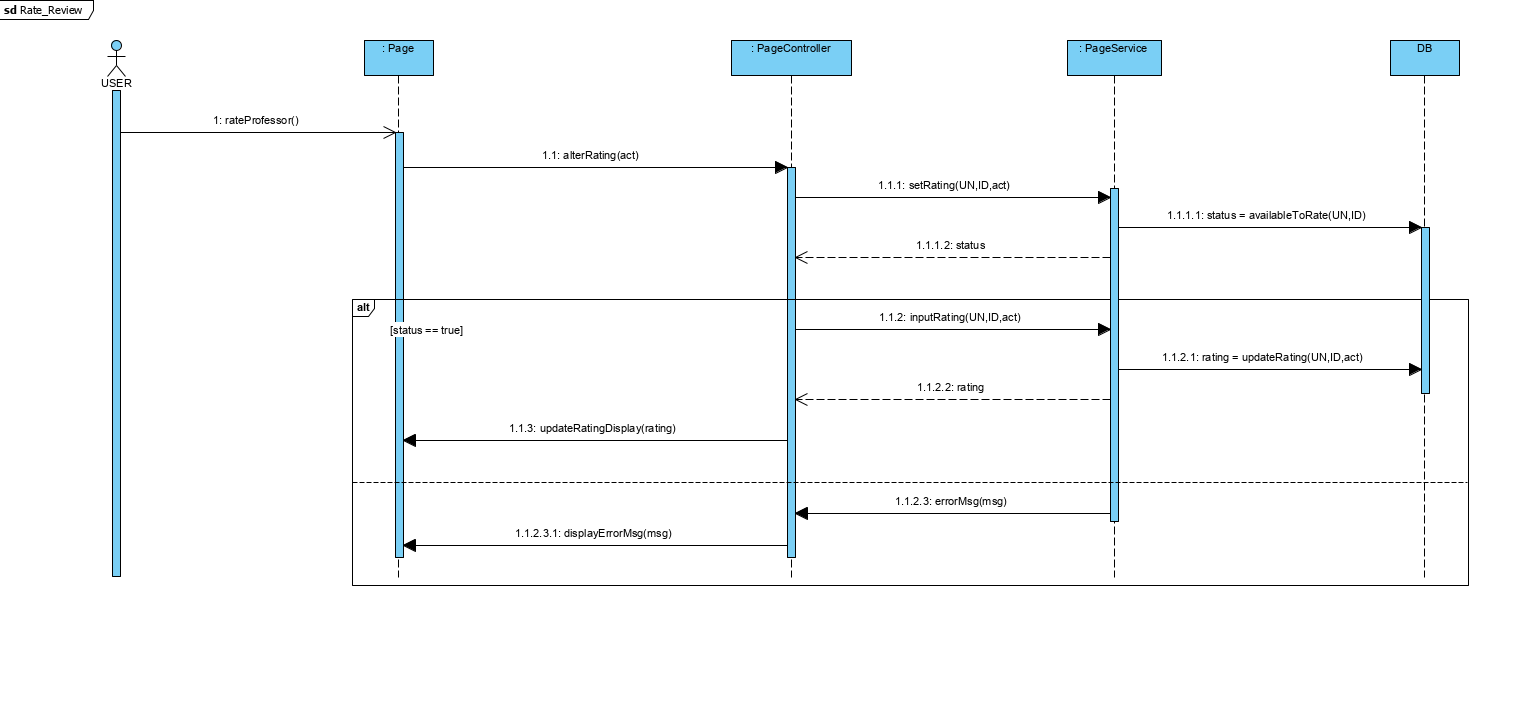 sd Rate_Review
: Page
: PageController
: PageService
DB
USER
1: rateProfessor()
1.1: alterRating(act)
1.1.1: setRating(UN,ID,act)
1.1.1.1: status = availableToRate(UN,ID)
1.1.1.2: status
alt
[status == true]
1.1.2: inputRating(UN,ID,act)
1.1.2.1: rating = updateRating(UN,ID,act)
1.1.2.2: rating
1.1.3: updateRatingDisplay(rating)
1.1.2.3: errorMsg(msg)
1.1.2.3.1: displayErrorMsg(msg)